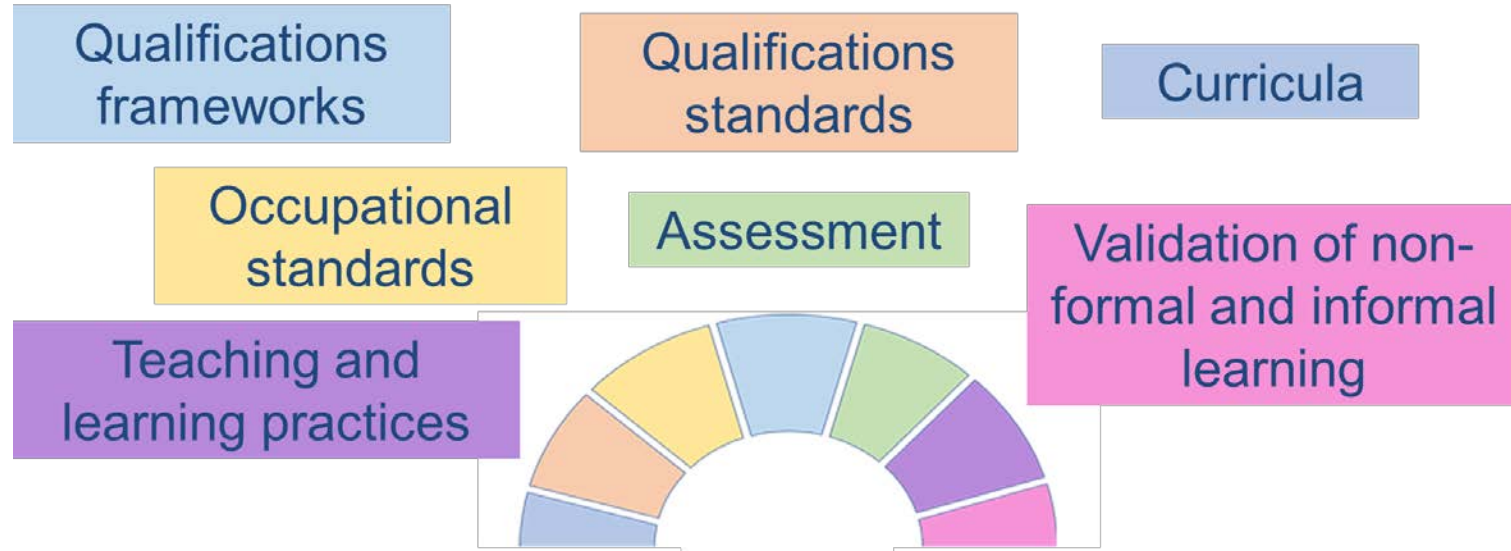 Qualifications
frameworks
Qualifications
standards
Curricula
Occupational
standards
Assessment
Validation of non-
formal and informal
learning
Teaching and
learning practices